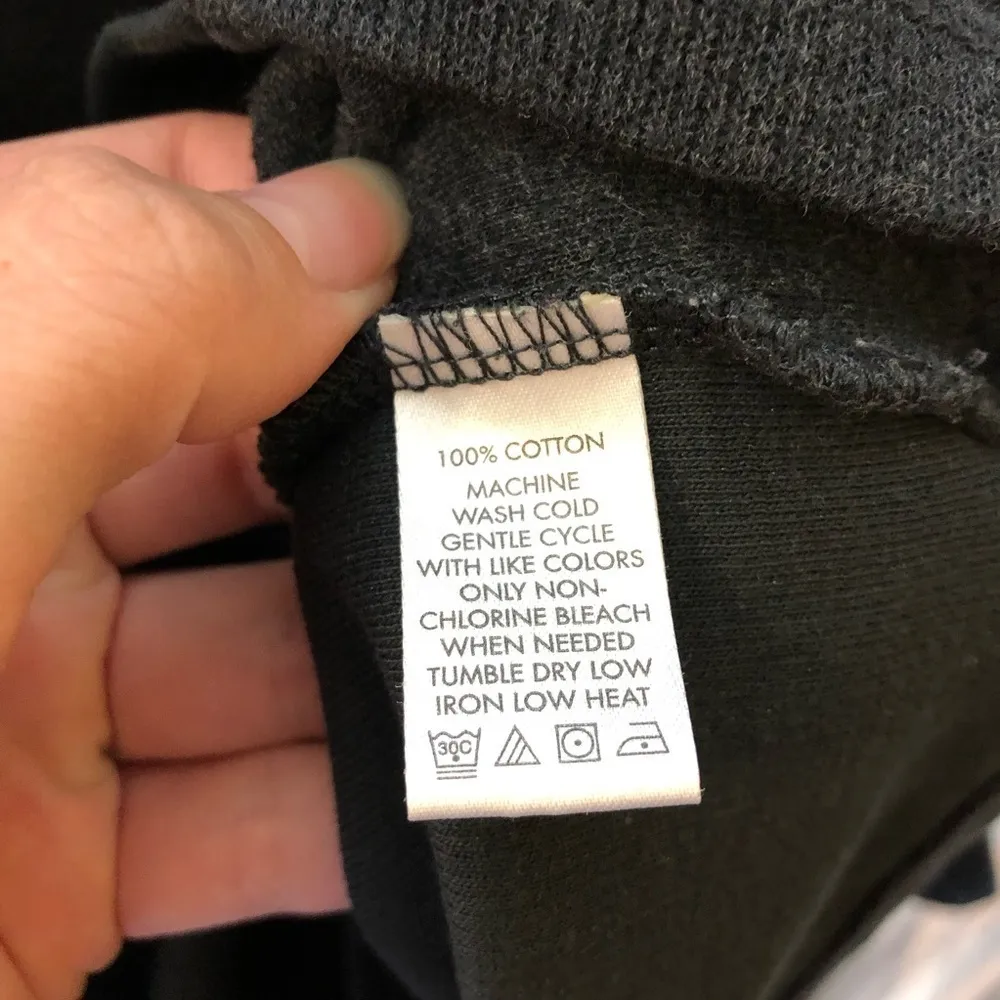 100% COTTON
MACHINE
WASH COLD
GENTLE CYCLE
WITH LIKE COLORS
ONLY NON-
CHLORINE BLEACH
WHEN NEEDED
TUMBLE DRY LOW
IRON LOW HEAT
30C